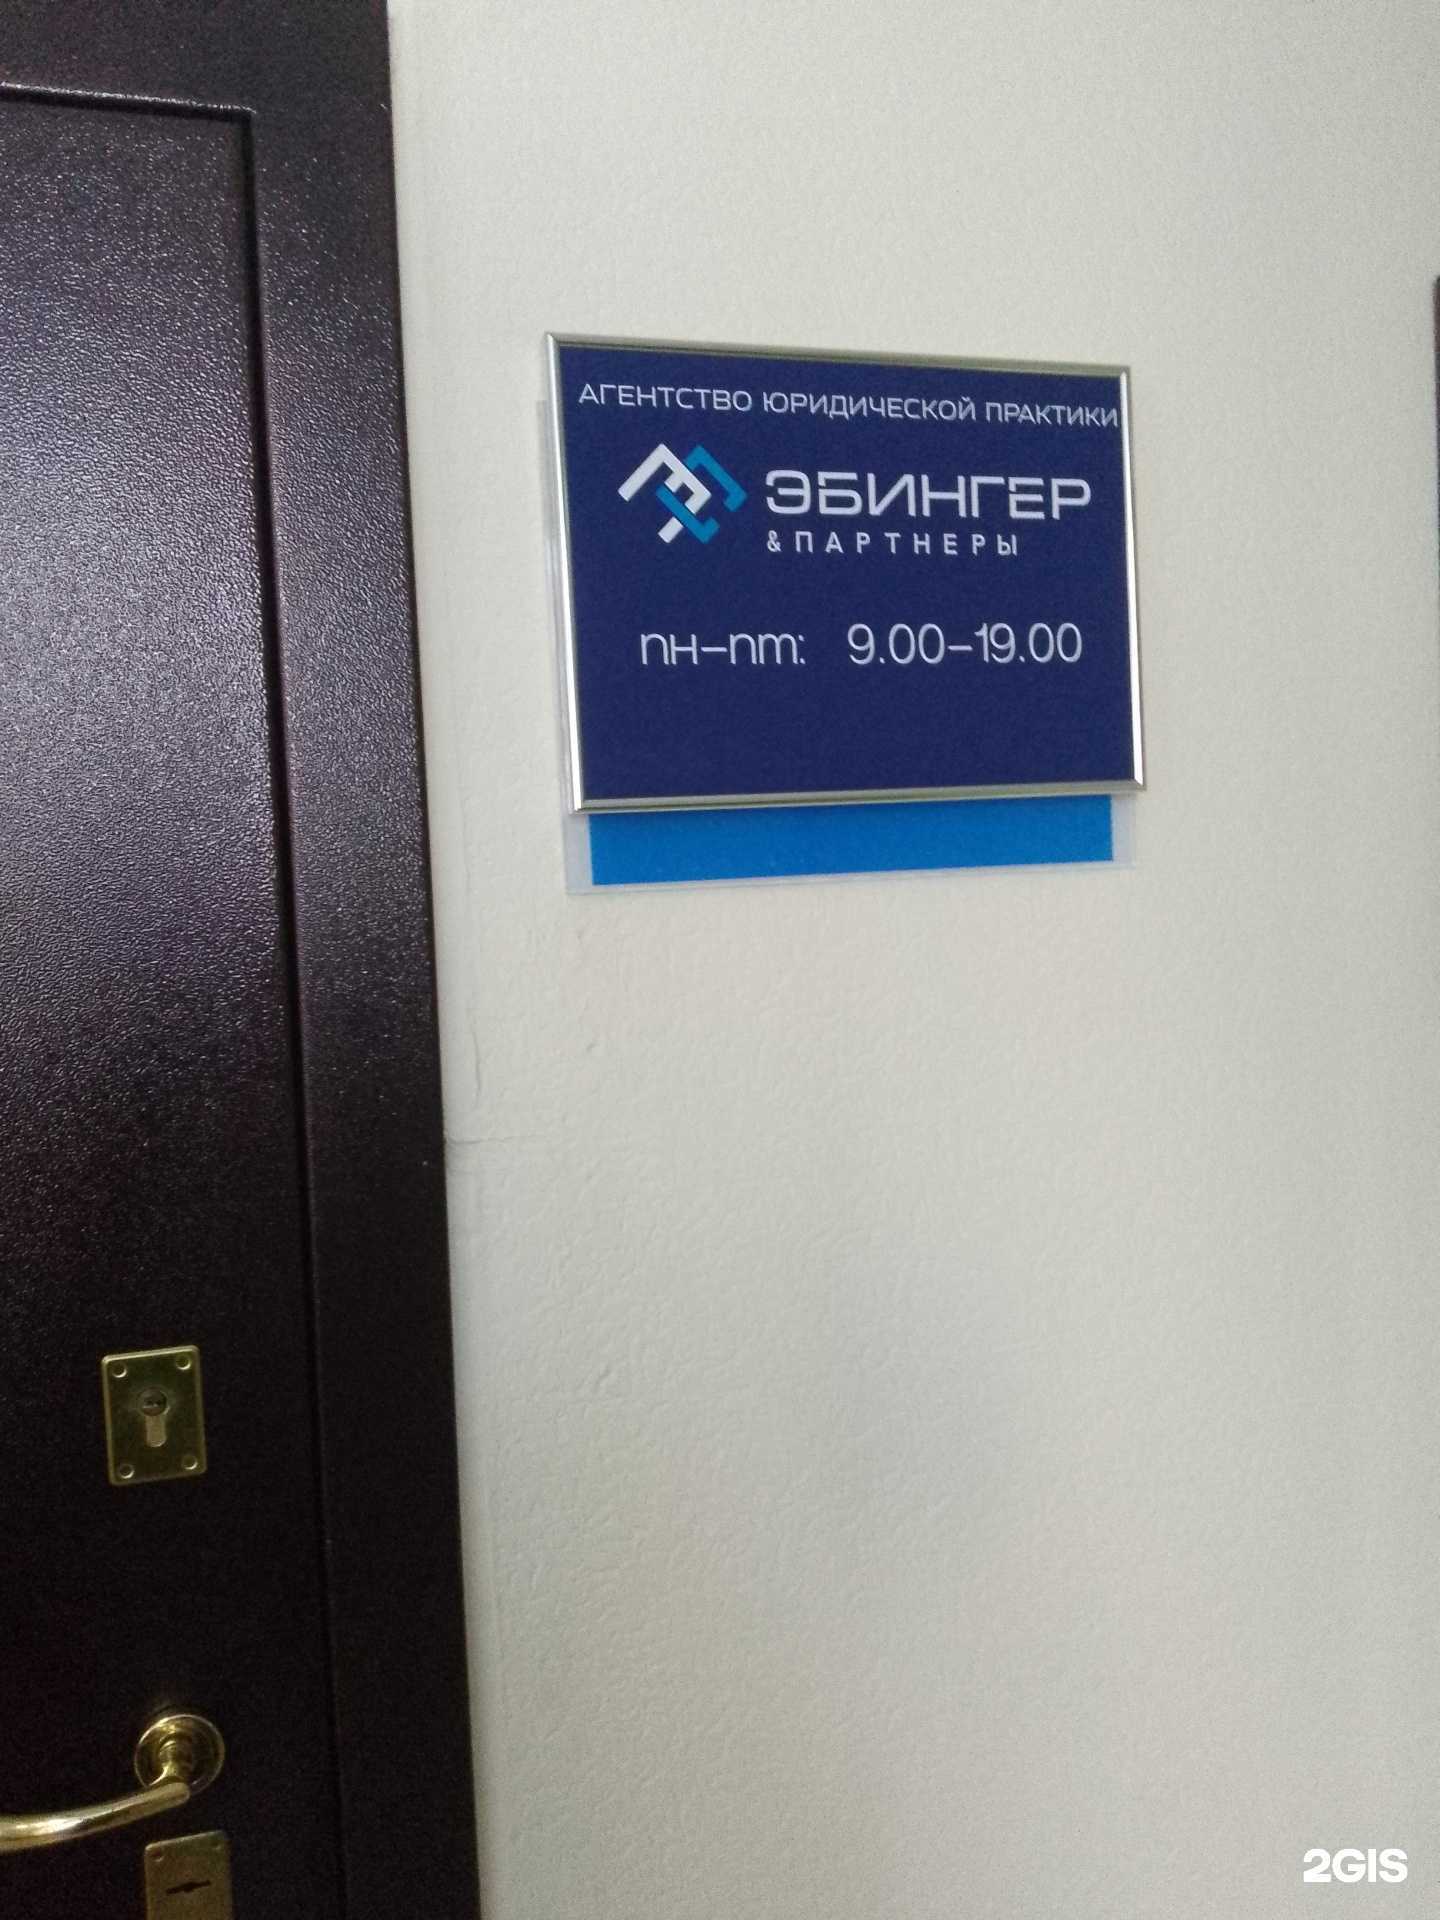 АГЕНТСТВО ЮРИДИЧЕСКОЙ ПРАКТИКИ
ЭБИНГЕР
& ПАРТНЕРЫ
пн-пт: 9.00-19.00
2GIS